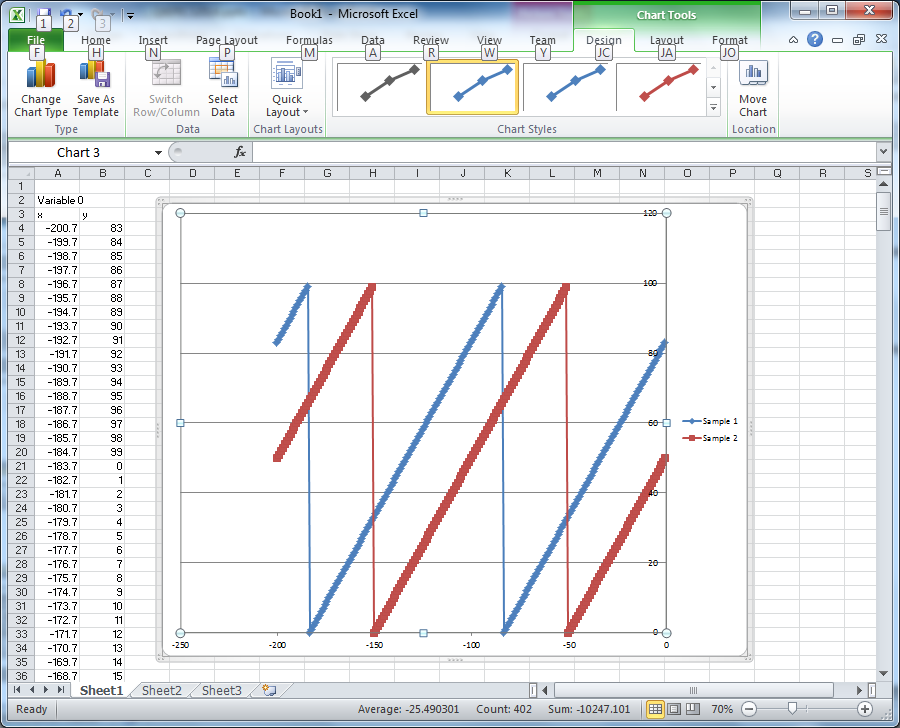 1 2 3 Book1 - Microsoft Excel Chart Tools
File Home Insert Page Layout Formulas Data Review View Team Design Layout Format
F H N P M A R W Y JC JA JO
Change Chart Type
Save As Template
Switch Row/Column
Select Data
Quick Layout
Move Chart
Type Data Chart Layouts Chart Styles Location
Chart 3 fx
A B C D E F G H I J K L M N O P Q R S
1
2 Variable 0
3 x y
4 -200.7 83
5 -199.7 84
6 -198.7 85
7 -197.7 86
8 -196.7 87
9 -195.7 88
10 -194.7 89
11 -193.7 90
12 -192.7 91
13 -191.7 92
14 -190.7 93
15 -189.7 94
16 -188.7 95
17 -187.7 96
18 -186.7 97
19 -185.7 98
20 -184.7 99
21 -183.7 0
22 -182.7 1
23 -181.7 2
24 -180.7 3
25 -179.7 4
26 -178.7 5
27 -177.7 6
28 -176.7 7
29 -175.7 8
30 -174.7 9
31 -173.7 10
32 -172.7 11
33 -171.7 12
34 -170.7 13
35 -169.7 14
36 -168.7 15
120
100
80
60
40
20
0
-250 -200 -150 -100 -50 0
Sample 1
Sample 2
Sheet1 Sheet2 Sheet3
Ready Average: -25.490301 Count: 402 Sum: -10247.101 70%